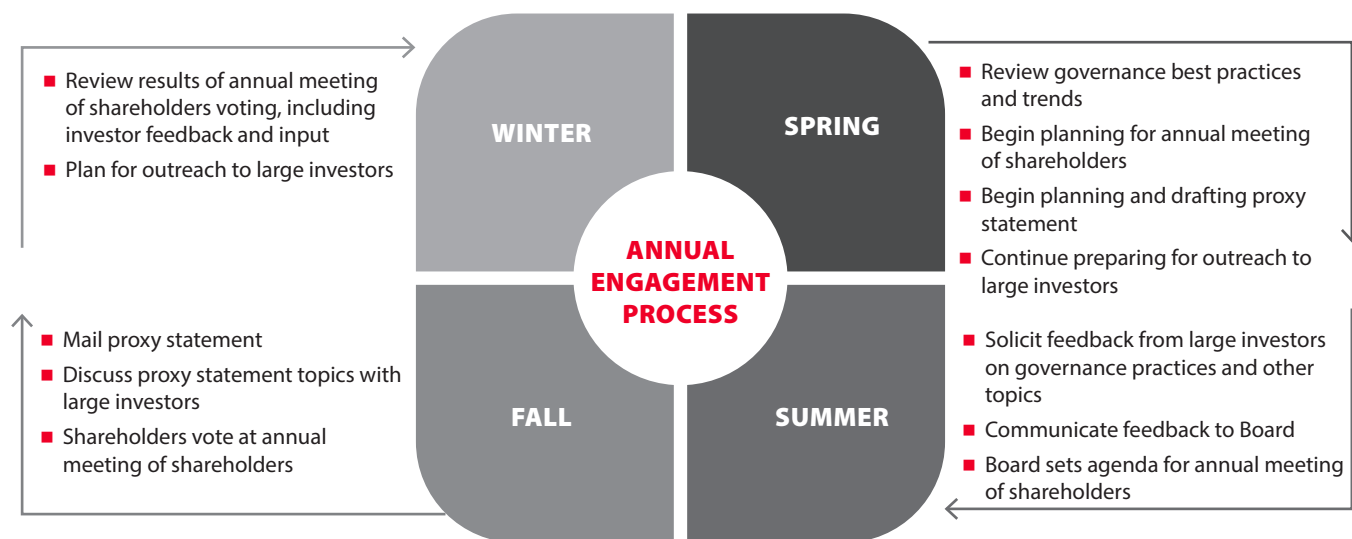 WINTER
Review results of annual meeting
of shareholders voting, including
investor feedback and input
Plan for outreach to large investors
SPRING
Review governance best practices
and trends
Begin planning for annual meeting
of shareholders
Begin planning and drafting proxy
statement
Continue preparing for outreach to
large investors
ANNUAL
ENGAGEMENT
PROCESS
SUMMER
Solicit feedback from large investors
on governance practices and other
topics
Communicate feedback to Board
Board sets agenda for annual meeting
of shareholders
FALL
Mail proxy statement
Discuss proxy statement topics with
large investors
Shareholders vote at annual
meeting of shareholders